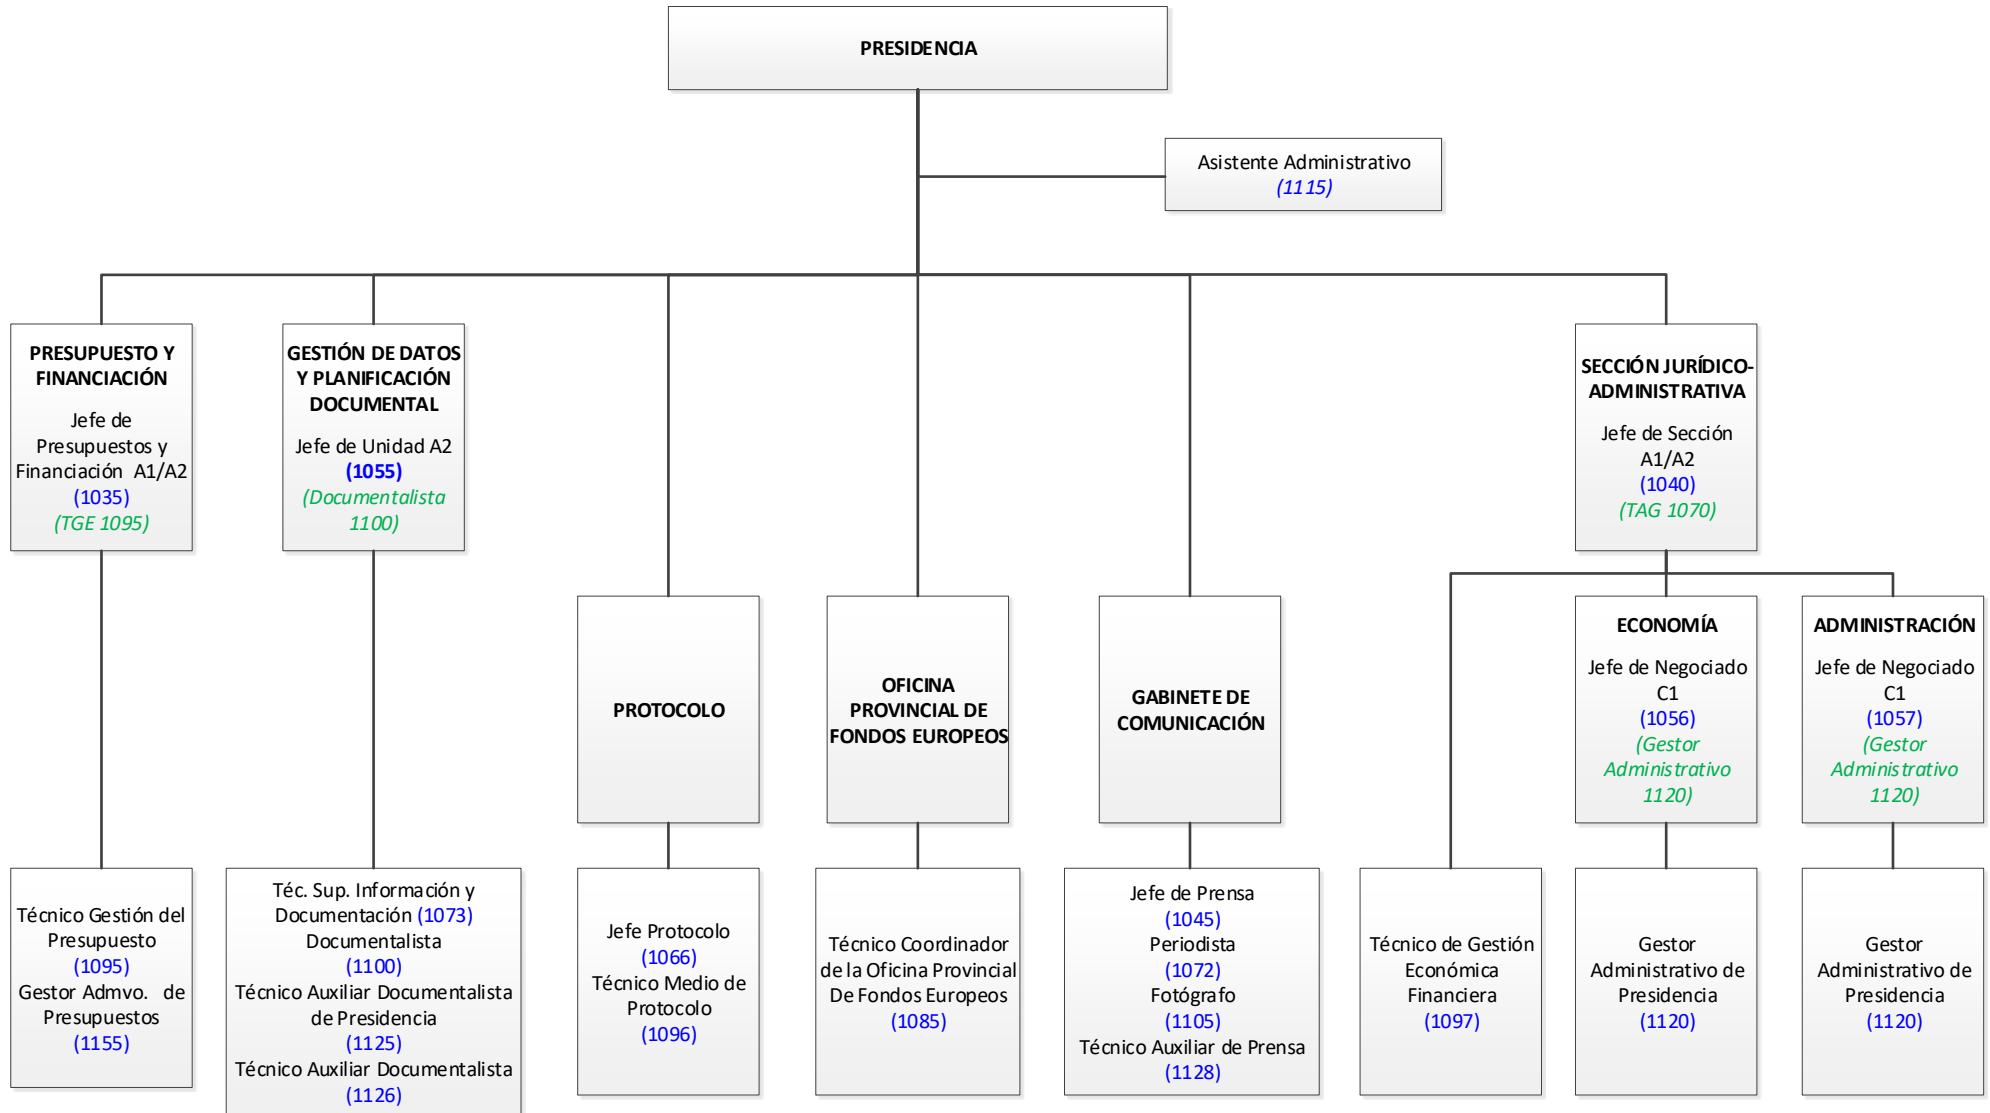 PRESIDENCIA
Asistente Administrativo
(1115)
PRESUPUESTO Y
FINANCIACIÓN
Jefe de
Presupuestos y
Financiación A1/A2
(1035)
(TGE 1095)
GESTIÓN DE DATOS
Y PLANIFICACIÓN
DOCUMENTAL
Jefe de Unidad A2
(1055)
(Documentalista
1100)
SECCIÓN JURÍDICO-
ADMINISTRATIVA
Jefe de Sección
A1/A2
(1040)
(TAG 1070)
PROTOCOLO
OFICINA
PROVINCIAL DE
FONDOS EUROPEOS
GABINETE DE
COMUNICACIÓN
ECONOMÍA
Jefe de Negociado
C1
(1056)
(Gestor
Administrativo
1120)
ADMINISTRACIÓN
Jefe de Negociado
C1
(1057)
(Gestor
Administrativo
1120)
Técnico Gestión del
Presupuesto
(1095)
Gestor Admvo. de
Presupuestos
(1155)
Téc. Sup. Información y
Documentación (1073)
Documentalista
(1100)
Técnico Auxiliar Documentalista
de Presidencia
(1125)
Técnico Auxiliar Documentalista
(1126)
Jefe Protocolo
(1066)
Técnico Medio de
Protocolo
(1096)
Técnico Coordinador
de la Oficina Provincial
De Fondos Europeos
(1085)
Jefe de Prensa
(1045)
Periodista
(1072)
Fotógrafo
(1105)
Técnico Auxiliar de Prensa
(1128)
Técnico de Gestión
Económica
Financiera
(1097)
Gestor
Administrativo de
Presidencia
(1120)
Gestor
Administrativo de
Presidencia
(1120)